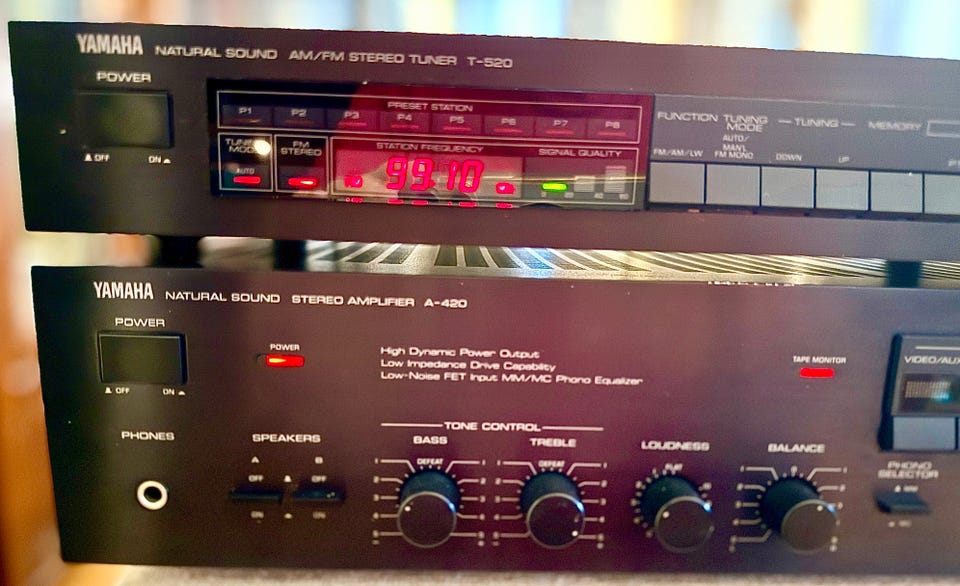 YAMAHA NATURAL SOUND AM/FM STEREO TUNER T-520
POWER
OFF ON
PRESET STATION
P1 P2 P3 P4 P5 P6 P7 P8
TUNING MODE
AUTO
FM STEREO
STATION FREQUENCY
99.10
SIGNAL QUALITY
FUNCTION
FM/AM/LW
TUNING MODE
AUTO/
MAN'L
FM MONO
TUNING
DOWN UP
MEMORY
YAMAHA NATURAL SOUND STEREO AMPLIFIER A-420
POWER
OFF ON
POWER
High Dynamic Power Output
Low Impedance Drive Capability
Low-Noise FET Input MM/MC Phono Equalizer
TAPE MONITOR
VIDEO/AUX
PHONES
SPEAKERS
A B
OFF OFF
ON ON
TONE CONTROL
BASS
DEFEAT
TREBLE
DEFEAT
LOUDNESS
FLAT
BALANCE
PHONO
SELECTOR